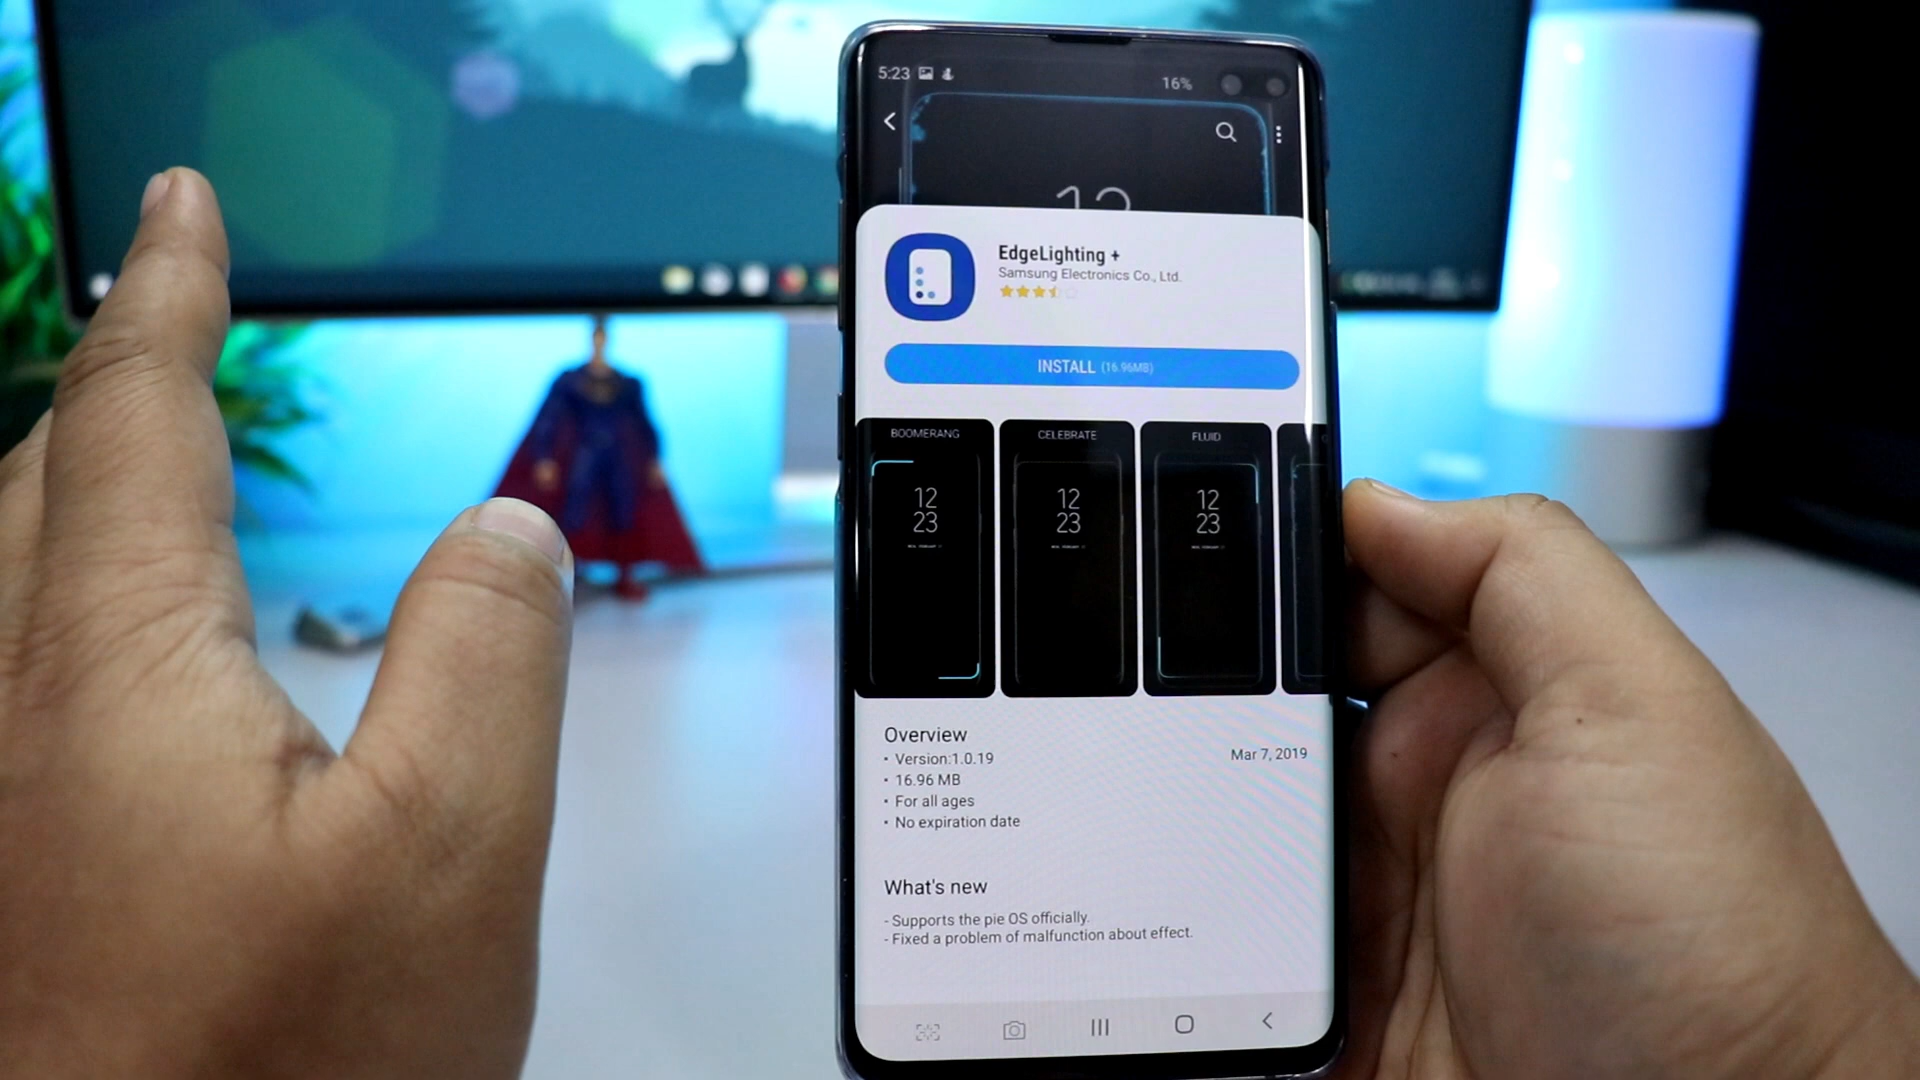 5:23
16%
12
EdgeLighting +
Samsung Electronics Co., Ltd.
INSTALL (16.96MB)
BOOMERANG
CELEBRATE
FLUID
12
23
12
23
12
23
Overview
• Version:1.0.19
Mar 7, 2019
• 16.96 MB
• For all ages
• No expiration date
What's new
- Supports the pie OS officially.
- Fixed a problem of malfunction about effect.